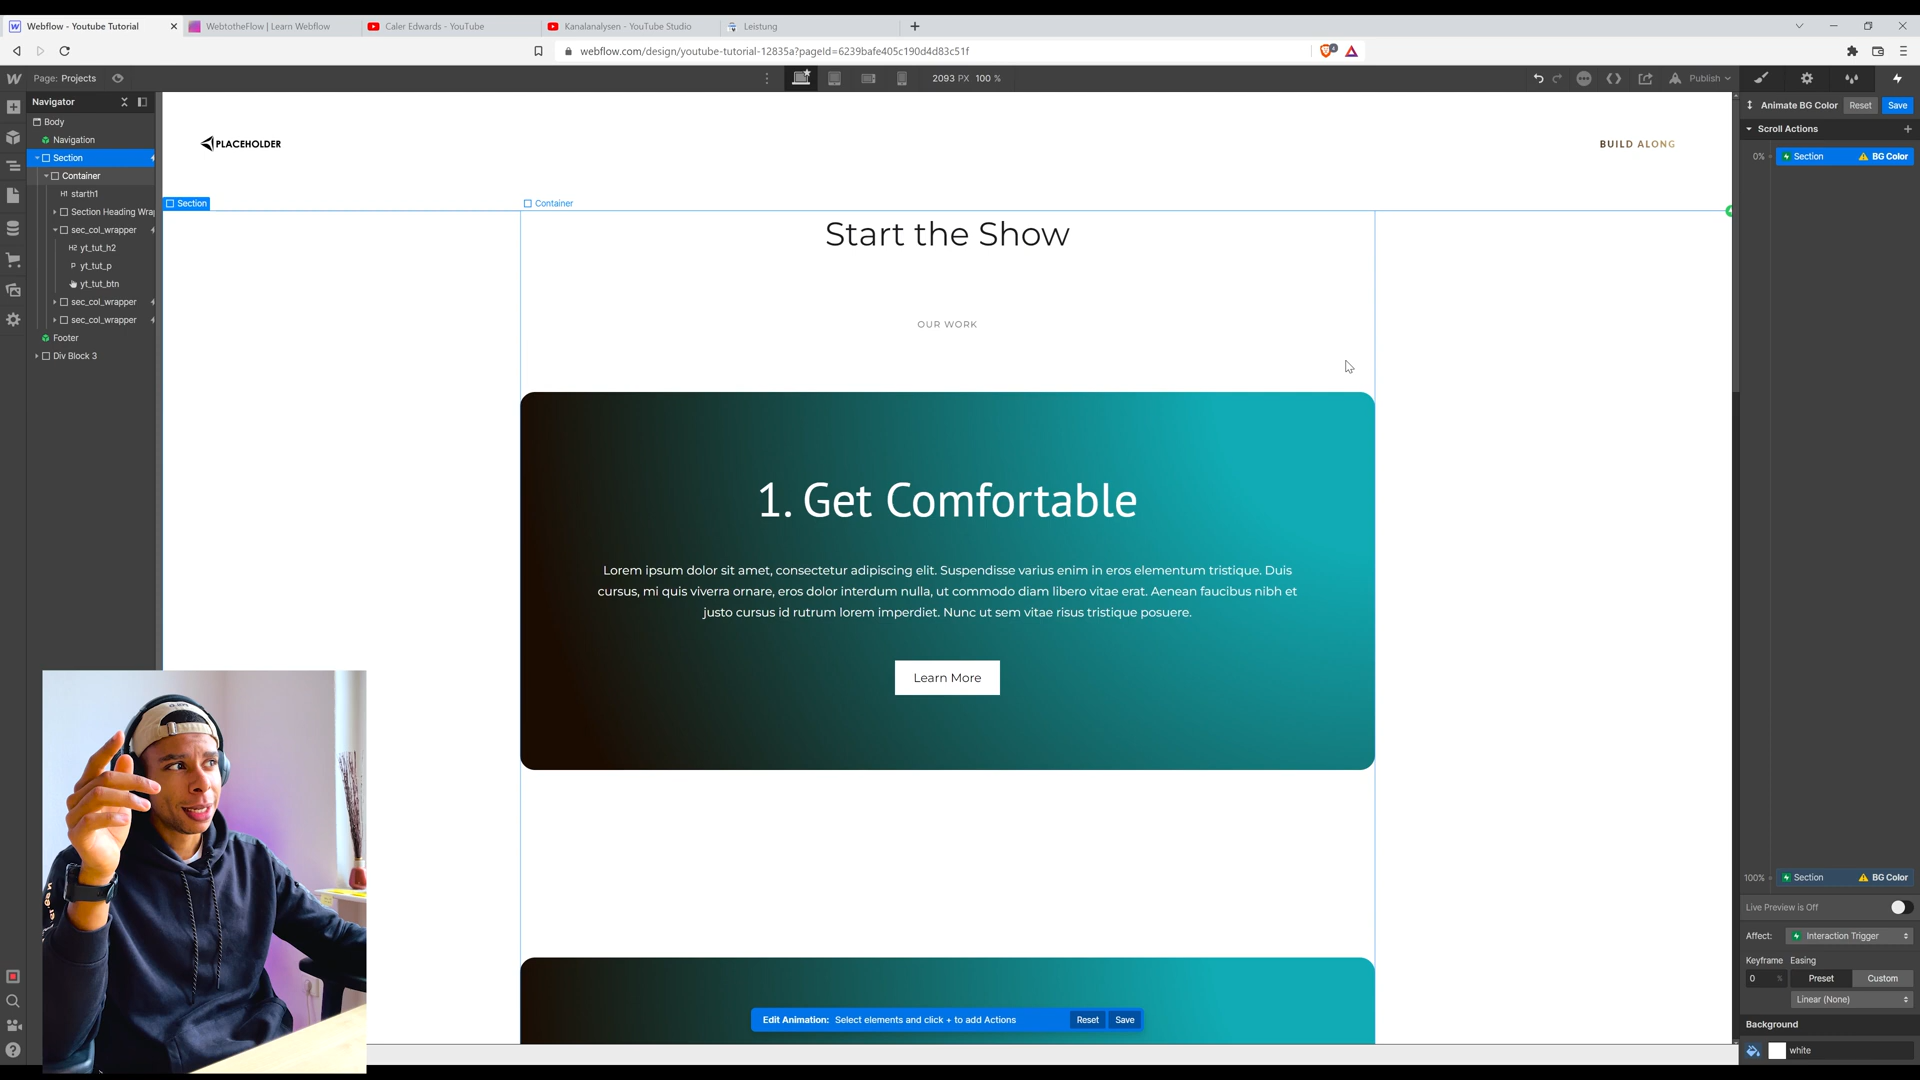 Webflow - Youtube Tutorial
WebtotheFlow | Learn Webflow
Caler Edwards - YouTube
Kanalanalysen - YouTube Studio
Leistung
webflow.com/design/youtube-tutorial-12835a?pageId=6239bafe405c190d4d83c51f
Page: Projects
2093 PX 100 %
Publish
Navigator
Body
Navigation
Section
Container
H1 starth1
Section Heading Wra
sec_col_wrapper
H2 yt_tut_h2
P yt_tut_p
yt_tut_btn
sec_col_wrapper
sec_col_wrapper
Footer
Div Block 3
PLACEHOLDER
BUILD ALONG
Section
Container
Start the Show
OUR WORK
1. Get Comfortable
Lorem ipsum dolor sit amet, consectetur adipiscing elit. Suspendisse varius enim in eros elementum tristique. Duis
cursus, mi quis viverra ornare, eros dolor interdum nulla, ut commodo diam libero vitae erat. Aenean faucibus nibh et
justo cursus id rutrum lorem imperdiet. Nunc ut sem vitae risus tristique posuere.
Learn More
Edit Animation: Select elements and click + to add Actions
Reset
Save
Animate BG Color
Reset
Save
Scroll Actions
0%
Section
BG Color
100%
Section
BG Color
Live Preview is Off
Affect:
Interaction Trigger
Keyframe
Easing
0 %
Preset
Custom
Linear (None)
Background
white